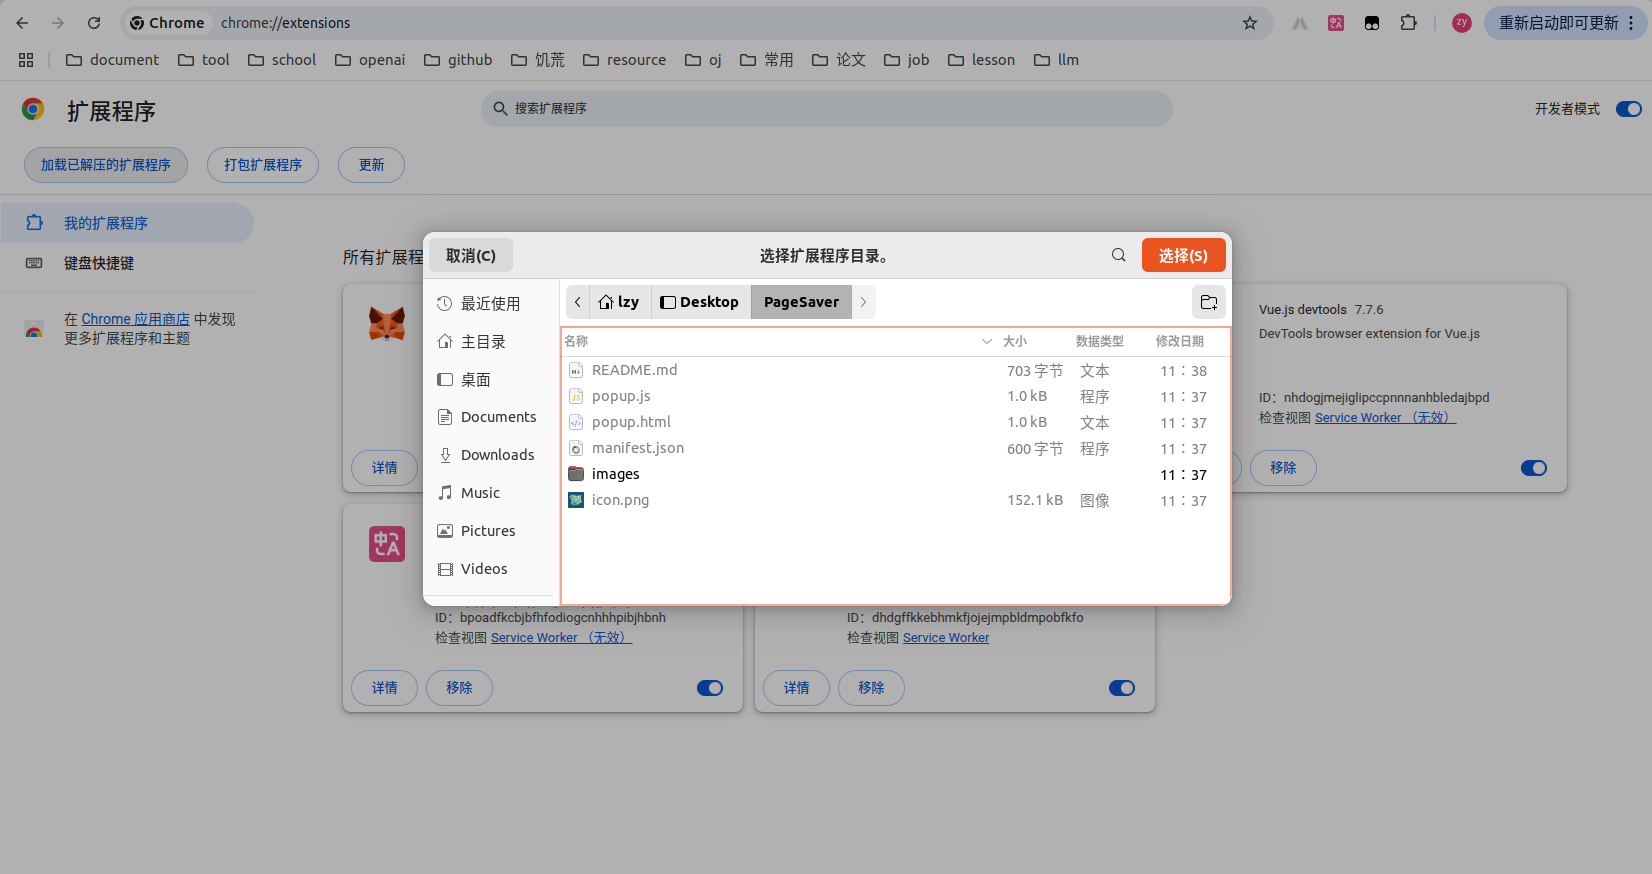 Chrome chrome://extensions zy 重新启动即可更新
document tool school openai github 饥荒 resource oj 常用 论文 job lesson llm
扩展程序 搜索扩展程序 开发者模式
加载已解压的扩展程序 打包扩展程序 更新
我的扩展程序
键盘快捷键
在 Chrome 应用商店 中发现
更多扩展程序和主题
所有扩展程
取消(C) 选择扩展程序目录。 选择(S)
最近使用
主目录
桌面
Documents
Downloads
Music
Pictures
Videos
lzy Desktop PageSaver
名称 大小 数据类型 修改日期
README.md 703 字节 文本 11：38
popup.js 1.0 kB 程序 11：37
popup.html 1.0 kB 文本 11：37
manifest.json 600 字节 程序 11：37
images 11：37
icon.png 152.1 kB 图像 11：37
Vue.js devtools 7.7.6
DevTools browser extension for Vue.js
ID：nhdogjmejiglipccpnnnanhbledajbpd
检查视图 Service Worker （无效）
详情 移除
ID：bpoadfkcbjbfhfodiogcnhhhpibjhbnh
检查视图 Service Worker （无效）
详情 移除
ID：dhdgffkkebhmkfjojejmpbldmpobfkfo
检查视图 Service Worker
详情 移除